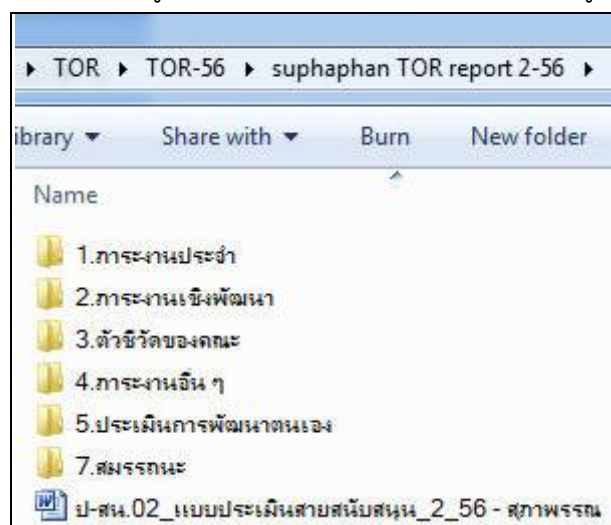 TOR TOR-56 suphaphan TOR report 2-56
ibrary Share with Burn New folder
Name
1.ภาระงานประจำ
2.ภาระงานเชิงพัฒนา
3.ตัวชี้วัดของคณะ
4.ภาระงานอื่น ๆ
5.ประเมินการพัฒนาตนเอง
7.สมรรถนะ
ป-สน.02_แบบประเมินสายสนับสนุน_2_56 - สุภาพรรณ